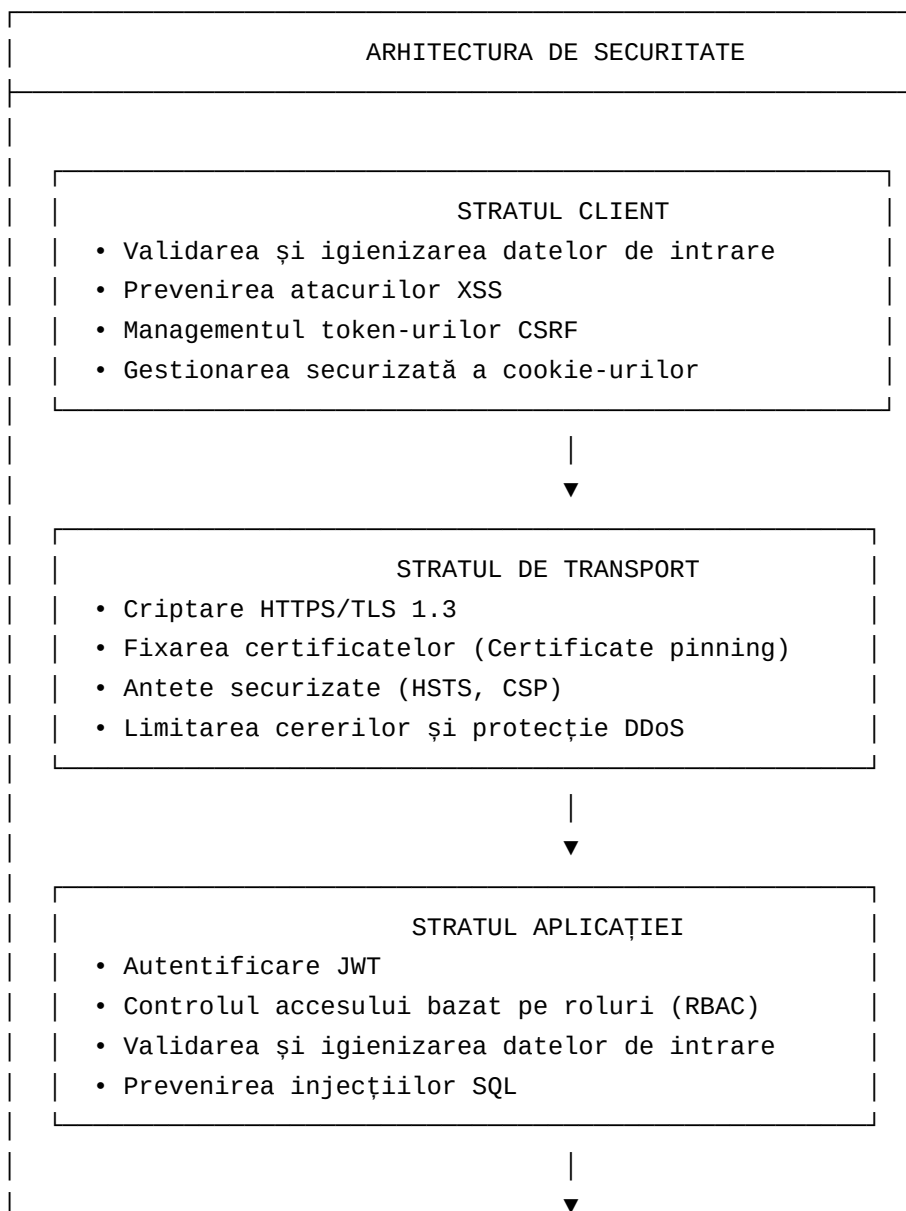 ARHITECTURA DE SECURITATE
STRATUL CLIENT
• Validarea și igienizarea datelor de intrare
• Prevenirea atacurilor XSS
• Managementul token-urilor CSRF
• Gestionarea securizată a cookie-urilor
STRATUL DE TRANSPORT
• Criptare HTTPS/TLS 1.3
• Fixarea certificatelor (Certificate pinning)
• Antete securizate (HSTS, CSP)
• Limitarea cererilor și protecție DDoS
STRATUL APLICAȚIEI
• Autentificare JWT
• Controlul accesului bazat pe roluri (RBAC)
• Validarea și igienizarea datelor de intrare
• Prevenirea injecțiilor SQL